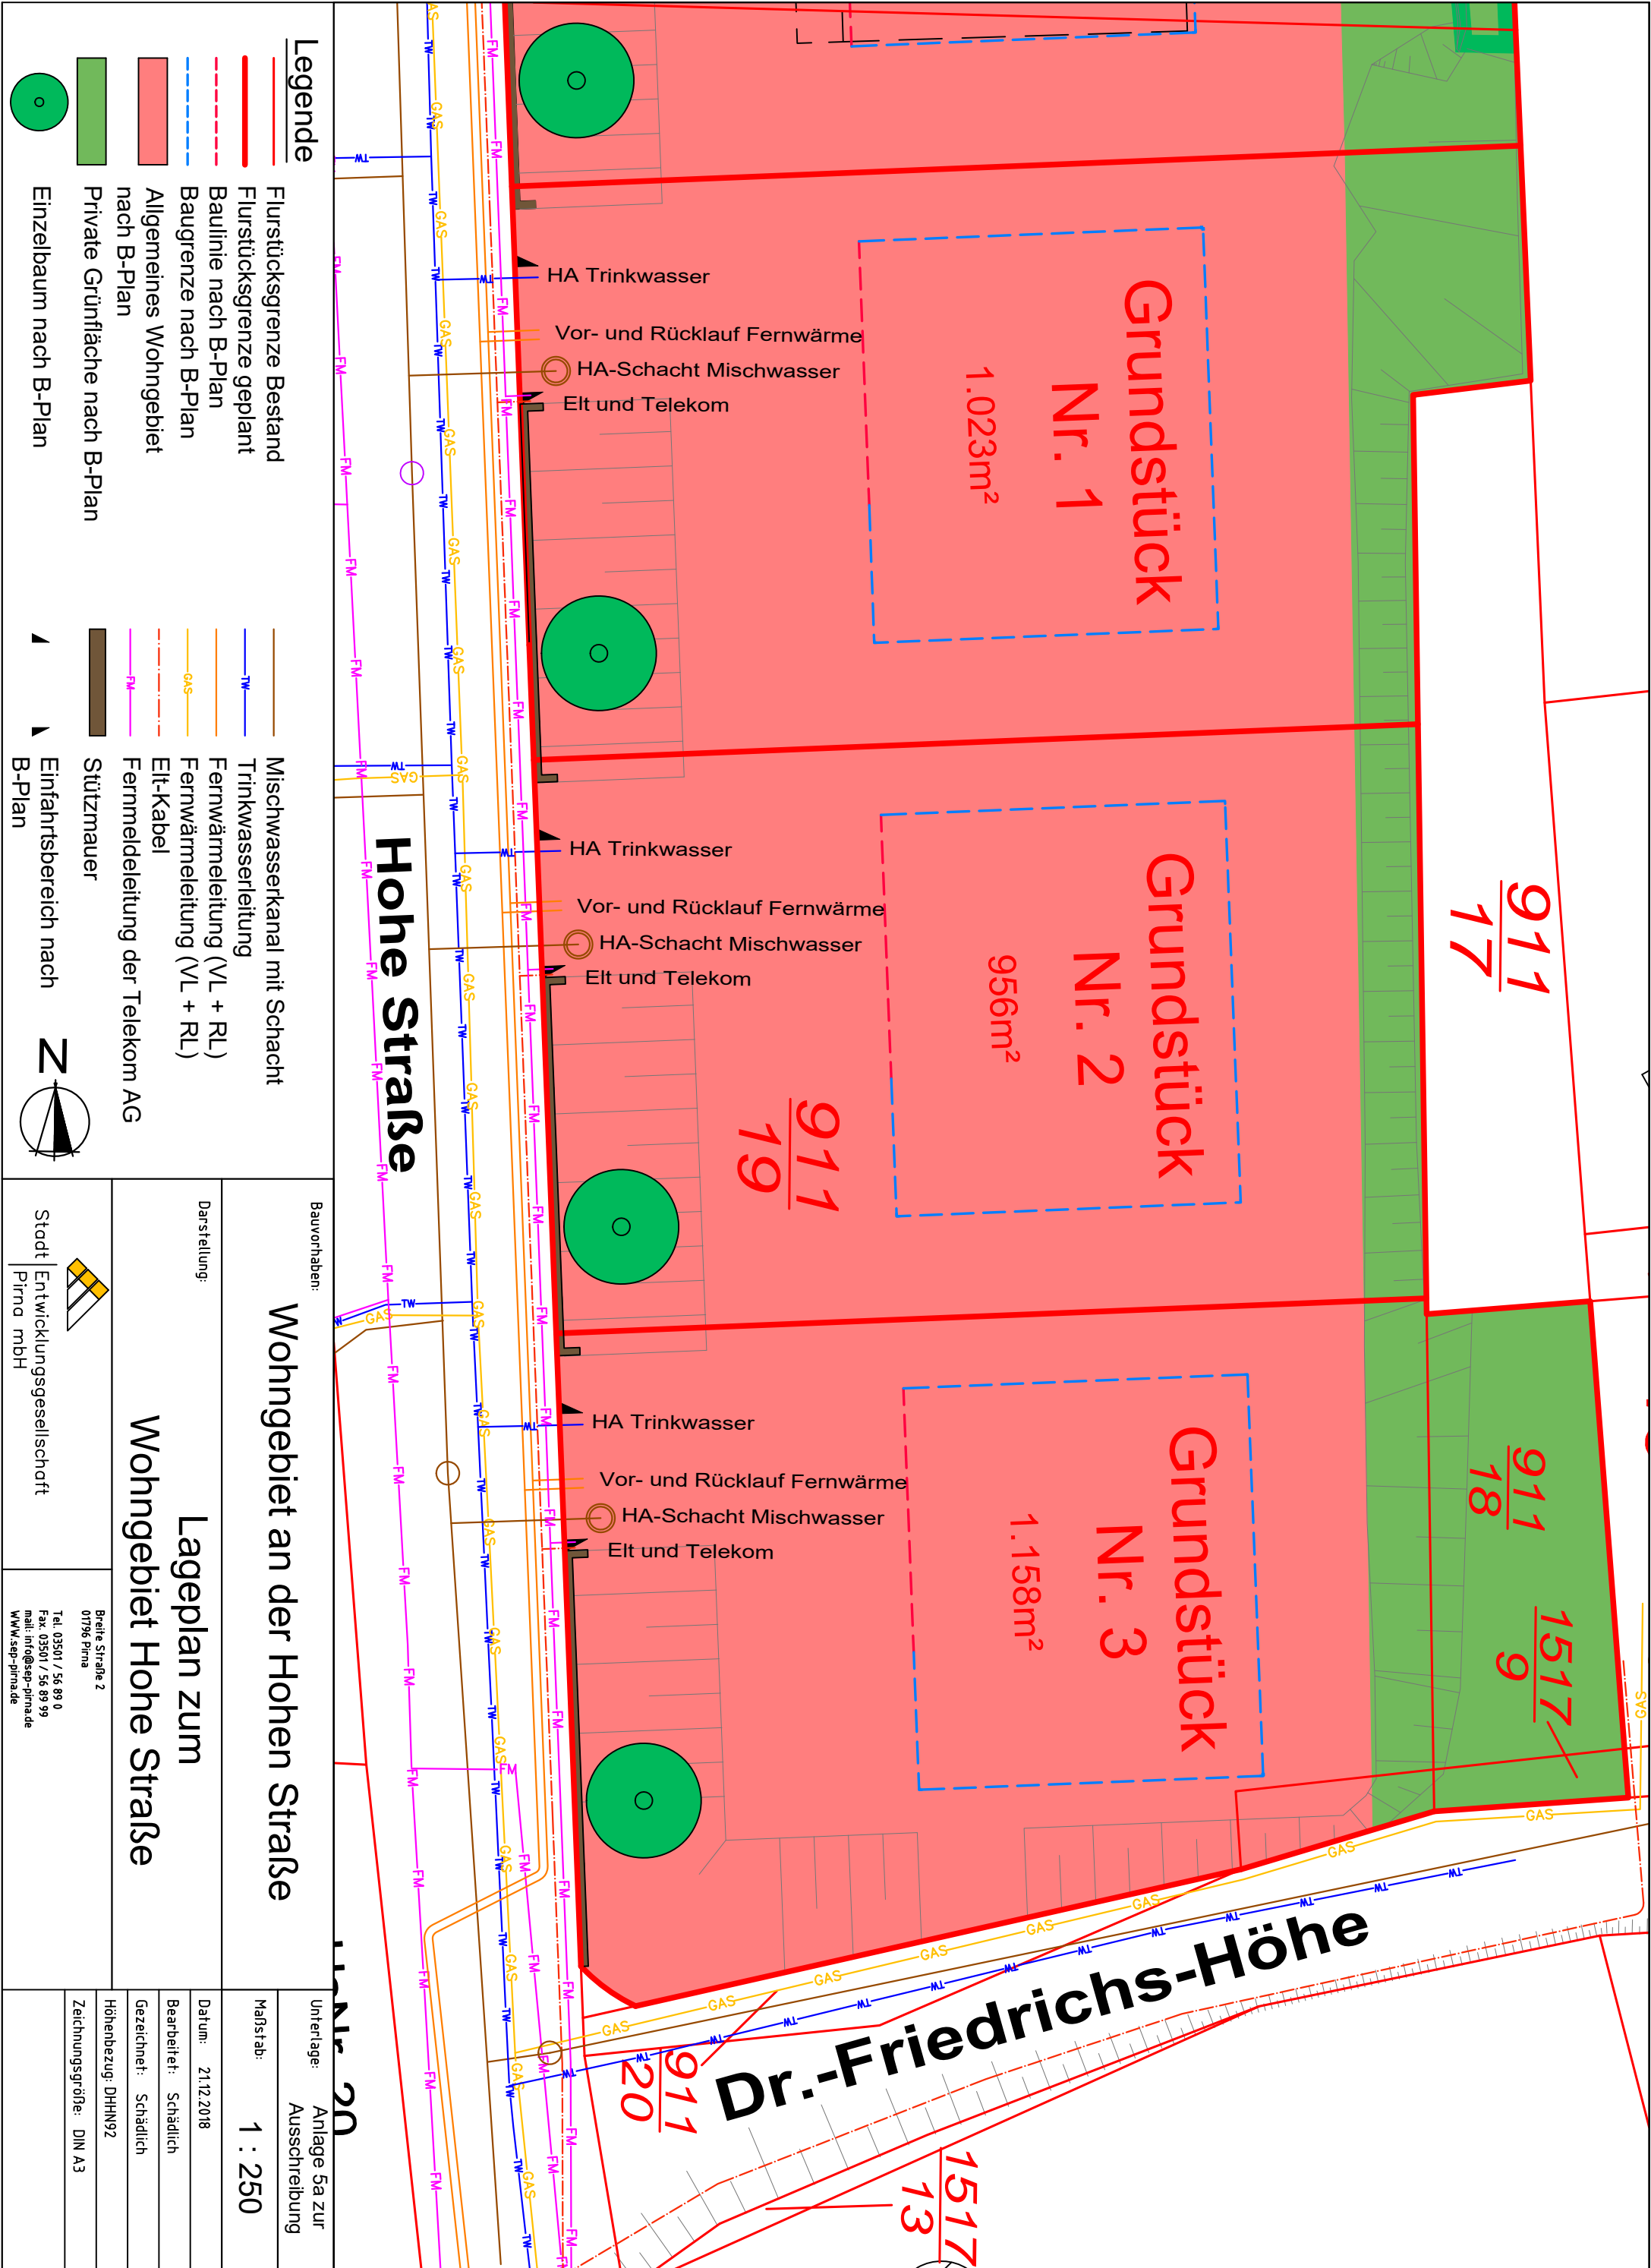 Grundstück
Nr. 1
1.023m²
HA Trinkwasser
Vor- und Rücklauf Fernwärme
HA-Schacht Mischwasser
Elt und Telekom
Grundstück
Nr. 2
956m²
HA Trinkwasser
Vor- und Rücklauf Fernwärme
HA-Schacht Mischwasser
Elt und Telekom
Grundstück
Nr. 3
1.158m²
HA Trinkwasser
Vor- und Rücklauf Fernwärme
HA-Schacht Mischwasser
Elt und Telekom
911
17
911
19
911
18
1517
9
911
20
1517
13
Hohe Straße
Dr.-Friedrichs-Höhe
TW
GAS
FM
Legende
Flurstücksgrenze Bestand
Flurstücksgrenze geplant
Baulinie nach B-Plan
Baugrenze nach B-Plan
Allgemeines Wohngebiet
nach B-Plan
Private Grünfläche nach B-Plan
Einzelbaum nach B-Plan
Mischwasserkanal mit Schacht
TW
Trinkwasserleitung
Fernwärmeleitung (VL + RL)
GAS
Fernwärmeleitung (VL + RL)
Elt-Kabel
FM
Fernmeldeleitung der Telekom AG
Stützmauer
Einfahrtsbereich nach
B-Plan
N
Bauvorhaben:
Wohngebiet an der Hohen Straße
Darstellung:
Lageplan zum
Wohngebiet Hohe Straße
Stadt Entwicklungsgesellschaft
Pirna mbH
Breite Straße 2
01796 Pirna
Tel. 03501 / 56 89 0
Fax. 03501 / 56 89 99
mail: info@sep-pirna.de
WWW.sep-pirna.de
Unterlage: Anlage 5a zur
Ausschreibung
Maßstab: 1 : 250
Datum: 21.12.2018
Bearbeitet: Schädlich
Gezeichnet: Schädlich
Höhenbezug: DHHN92
Zeichnungsgröße: DIN A3